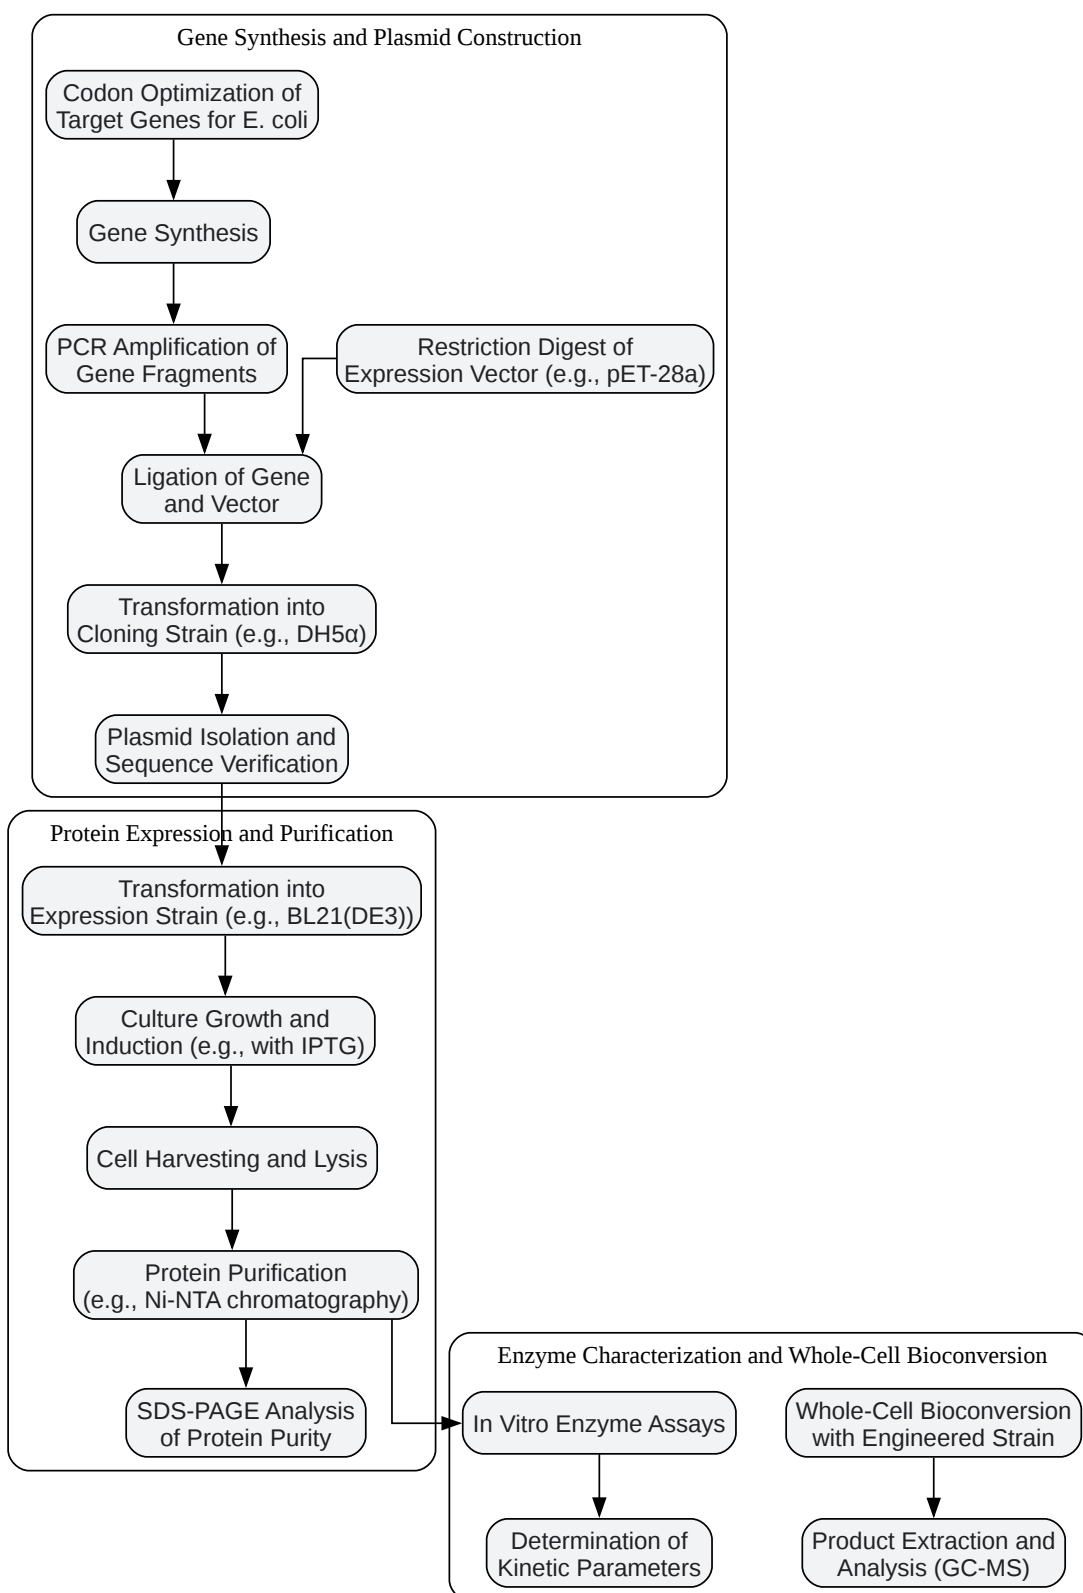 Gene Synthesis and Plasmid Construction
Codon Optimization of
Target Genes for E. coli
Gene Synthesis
PCR Amplification of
Gene Fragments
Restriction Digest of
Expression Vector (e.g., pET-28a)
Ligation of Gene
and Vector
Transformation into
Cloning Strain (e.g., DH5α)
Plasmid Isolation and
Sequence Verification
Protein Expression and Purification
Transformation into
Expression Strain (e.g., BL21(DE3))
Culture Growth and
Induction (e.g., with IPTG)
Cell Harvesting and Lysis
Protein Purification
(e.g., Ni-NTA chromatography)
SDS-PAGE Analysis
of Protein Purity
Enzyme Characterization and Whole-Cell Bioconversion
In Vitro Enzyme Assays
Determination of
Kinetic Parameters
Whole-Cell Bioconversion
with Engineered Strain
Product Extraction and
Analysis (GC-MS)